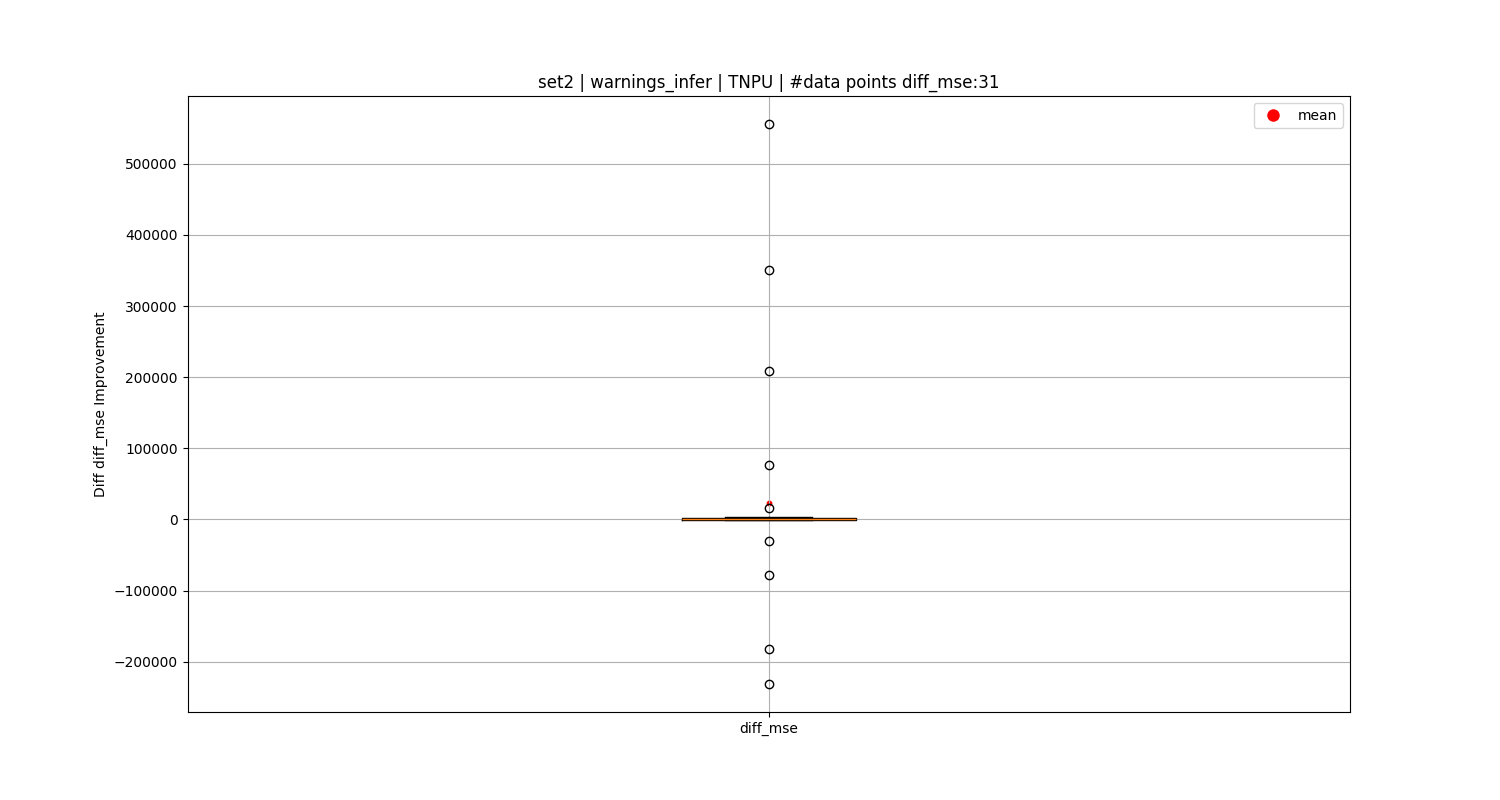 set2 | warnings_infer | TNPU | #data points diff_mse:31
mean
500000
400000
300000
200000
100000
0
−100000
−200000
Diff diff_mse Improvement
diff_mse